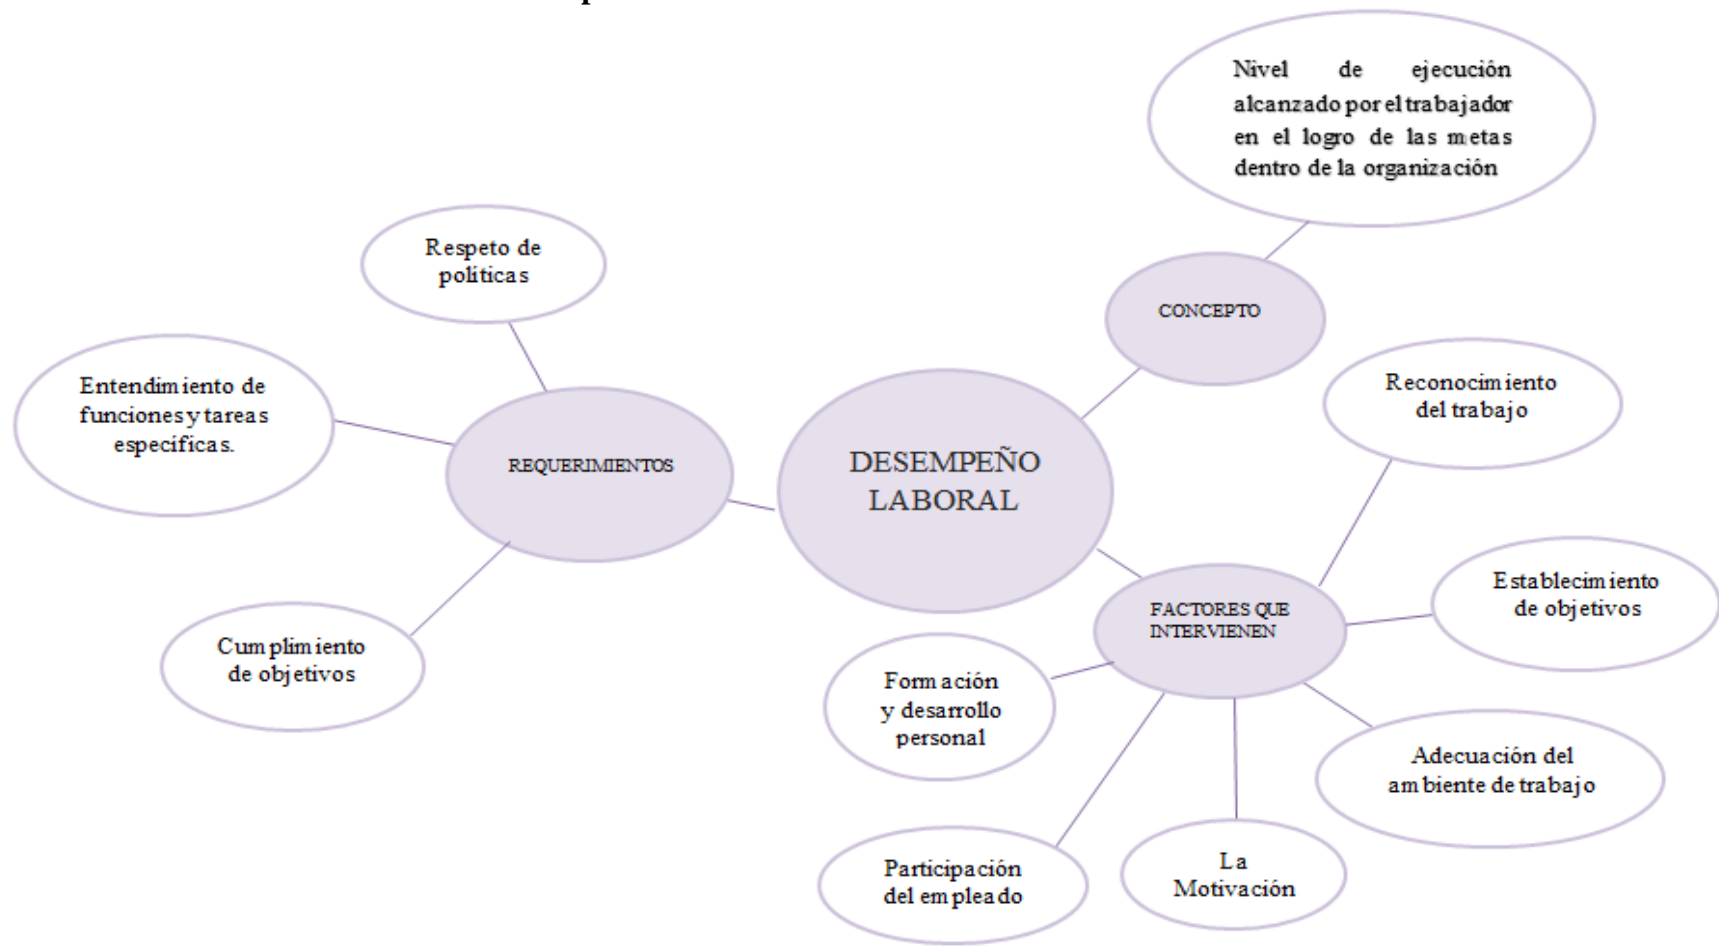 Nivel de ejecución
alcanzado por el trabajador
en el logro de las metas
dentro de la organización
CONCEPTO
Respeto de
políticas
Entendimiento de
funciones y tareas
específicas.
REQUERIMIENTOS
Cumplimiento
de objetivos
DESEMPEÑO
LABORAL
Reconocimiento
del trabajo
Establecimiento
de objetivos
FACTORES QUE
INTERVIENEN
Formación
y desarrollo
personal
Adecuación del
ambiente de trabajo
Participación
del empleado
La
Motivación